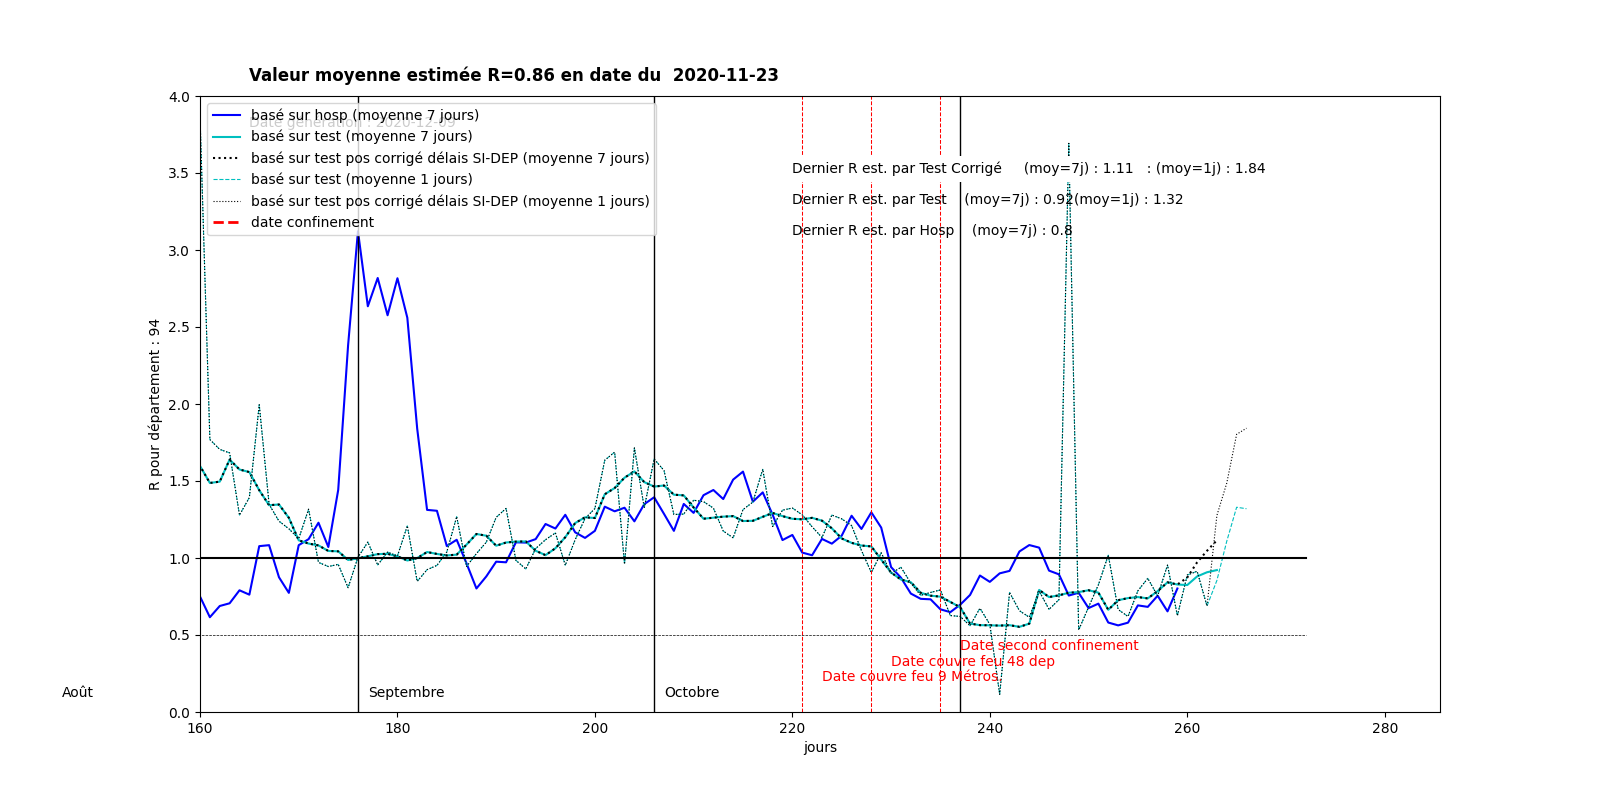 Valeur moyenne estimée R=0.86 en date du  2020-11-23
Date génération : 2020-12-09
basé sur hosp (moyenne 7 jours)
basé sur test (moyenne 7 jours)
basé sur test pos corrigé délais SI-DEP (moyenne 7 jours)
basé sur test (moyenne 1 jours)
basé sur test pos corrigé délais SI-DEP (moyenne 1 jours)
date confinement
Dernier R est. par Test Corrigé     (moy=7j) : 1.11   : (moy=1j) : 1.84
Dernier R est. par Test    (moy=7j) : 0.92(moy=1j) : 1.32
Dernier R est. par Hosp    (moy=7j) : 0.8
R pour département : 94
4.0
3.5
3.0
2.5
2.0
1.5
1.0
0.5
0.0
Date second confinement
Date couvre feu 48 dep
Date couvre feu 9 Métros.
Août
Septembre
Octobre
160 180 200 220 240 260 280
jours